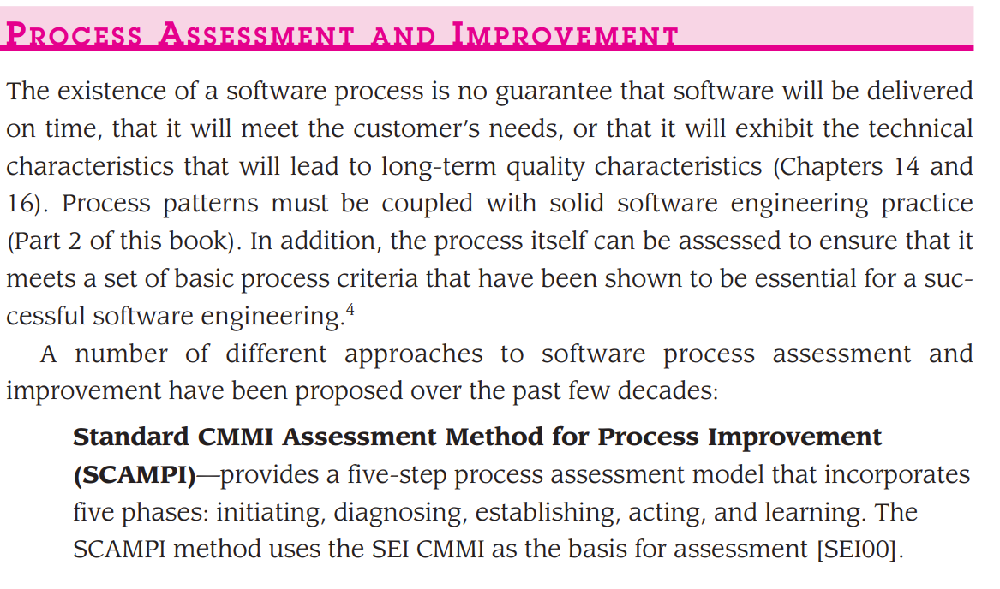 PROCESS ASSESSMENT AND IMPROVEMENT
The existence of a software process is no guarantee that software will be delivered
on time, that it will meet the customer’s needs, or that it will exhibit the technical
characteristics that will lead to long-term quality characteristics (Chapters 14 and
16). Process patterns must be coupled with solid software engineering practice
(Part 2 of this book). In addition, the process itself can be assessed to ensure that it
meets a set of basic process criteria that have been shown to be essential for a suc-
cessful software engineering.⁴
A number of different approaches to software process assessment and
improvement have been proposed over the past few decades:
Standard CMMI Assessment Method for Process Improvement
(SCAMPI)—provides a five-step process assessment model that incorporates
five phases: initiating, diagnosing, establishing, acting, and learning. The
SCAMPI method uses the SEI CMMI as the basis for assessment [SEI00].